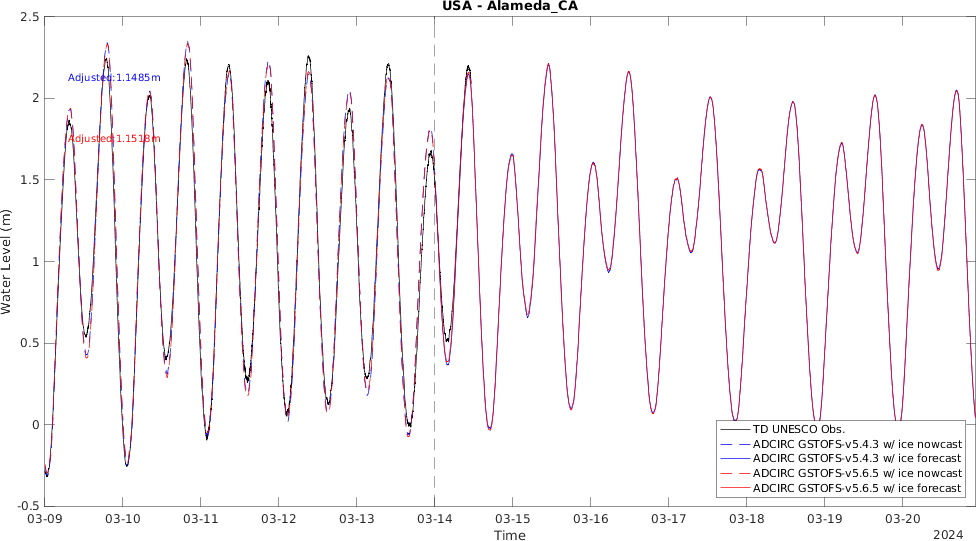 USA - Alameda_CA
2.5
2
1.5
1
0.5
0
-0.5
Water Level (m)
Adjusted:1.1485m
Adjusted:1.1518m
TD UNESCO Obs.
ADCIRC GSTOFS-v5.4.3 w/ ice nowcast
ADCIRC GSTOFS-v5.4.3 w/ ice forecast
ADCIRC GSTOFS-v5.6.5 w/ ice nowcast
ADCIRC GSTOFS-v5.6.5 w/ ice forecast
03-09 03-10 03-11 03-12 03-13 03-14 03-15 03-16 03-17 03-18 03-19 03-20
Time
2024